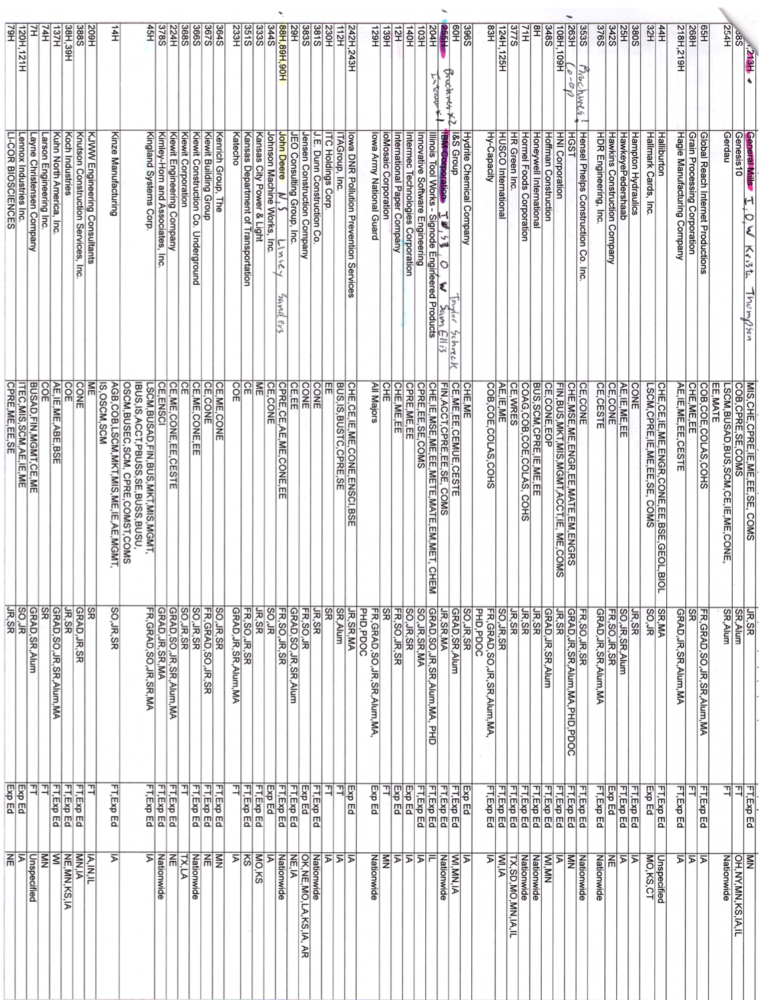 ,213H General Mills I,O,W Krista Thompson MIS,CHE,CPRE,IE,ME,EE,SE, COMS JR,SR FT,Exp Ed MN
38S Genesis10 COB,CPRE,SE,COMS SR,Alum FT OH,NY,MN,KS,IA,IL
254H Gerdau LSCM,BUSAD,BUS,SCM,CE,IE,ME,CONE, SR,Alum FT Nationwide
EE,MATE
65H Global Reach Internet Productions COB,COE,COLAS,COHS FR,GRAD,SO,JR,SR,Alum,MA FT,Exp Ed IA
268H Grain Processing Corporation CHE,ME,EE SR FT IA
218H,219H Hagie Manufacturing Company AE,IE,ME,EE,CESTE GRAD,JR,SR,Alum,MA FT,Exp Ed IA
44H Halliburton CHE,CE,IE,ME,ENGR,CONE,EE,BSE,GEOL,BIOL SR,MA FT,Exp Ed Unspecified
32H Hallmark Cards, Inc. LSCM,CPRE,IE,ME,EE,SE, COMS SO,JR Exp Ed MO,KS,CT
380S Hampton Hydraulics CONE JR,SR FT,Exp Ed IA
25H HawkeyePedershaab AE,IE,ME,EE SO,JR,SR,Alum FT,Exp Ed IA
342S Hawkins Construction Company CE,CONE FR,SO,JR,SR Exp Ed NE
376S HDR Engineering, Inc. CE,CESTE GRAD,JR,SR,Alum,MA FT,Exp Ed Nationwide
353S Brochures! Hensel Phelps Construction Co. Inc. CE,CONE FR,SO,JR,SR FT,Exp Ed Nationwide
263H Co-op HGST CHE,MSE,ME,ENGR,EE,MATE,EM,ENGRS GRAD,JR,SR,Alum,MA,PHD,PDOC FT,Exp Ed MN
108H,109H HNI Corporation FIN,BUS,MKT,MIS,MGMT,ACCT,IE, ME,COMS JR,SR FT,Exp Ed IA
348S Hoffman Construction CE,CONE,EOP GRAD,JR,SR,Alum FT,Exp Ed WI,MN
8H Honeywell International BUS,SCM,CPRE,IE,ME,EE JR,SR FT,Exp Ed Nationwide
71H Hormel Foods Corporation COAG,COB,COE,COLAS, COHS JR,SR FT,Exp Ed Nationwide
377S HR Green Inc. CE,WRES JR,SR FT,Exp Ed TX,SD,MO,MN,IA,IL
124H,125H HUSCO International AE,IE,ME SO,JR,SR FT,Exp Ed WI,IA
83H Hy-Capacity COB,COE,COLAS,COHS FR,GRAD,SO,JR,SR,Alum,MA, FT,Exp Ed IA
PHD,PDOC
396S Hydrite Chemical Company CHE,ME SO,JR,SR Exp Ed IA
60H Brochures x2 J&S Group Taylor Schreck CE,ME,EE,CEMUE,CESTE GRAD,SR,Alum FT,Exp Ed WI,MN,IA
255H IBM Corporation O, W Sam Ellis FIN,ACCT,CPRE,EE,SE, COMS JR,SR,MA FT,Exp Ed Nationwide
204H x1 Illinois Tool Works - Signode Engineered Products CHE,IE,MSE,ME,EE,METE,MATE,EM,MET, CHEM GRAD,SO,JR,SR,Alum,MA, PHD FT,Exp Ed IL
103H Innovative Software Engineering CPRE,EE,SE,COMS SO,JR,SR,MA FT,Exp Ed IA
140H Intermec Technologies Corporation CPRE,ME,EE SO,JR,SR Exp Ed IA
12H International Paper Company CHE,ME,EE FR,SO,JR,SR Exp Ed IA
139H ioMosaic Corporation CHE SR FT MN
129H Iowa Army National Guard All Majors FR,GRAD,SO,JR,SR,Alum,MA, Exp Ed Nationwide
PHD,PDOC
242H,243H Iowa DNR Pollution Prevention Services CHE,CE,IE,ME,CONE,ENSCI,BSE JR,SR,MA Exp Ed IA
112H ITAGroup, Inc. BUS,IS,BUSTC,CPRE,SE SR,Alum FT IA
230H ITC Holdings Corp. EE SR FT IA
381S J.E. Dunn Construction Co. CONE JR,SR FT,Exp Ed Nationwide
383S Jensen Construction Company CONE FR,SO,JR Exp Ed OK,NE,MO,LA,KS,IA, AR
29H JEO Consulting Group, Inc. CE,EE GRAD,SO,JR,SR,Alum FT,Exp Ed NE,IA
88H,89H,90H John Deere N, S Linsey Sanders CPRE,CE,AE,ME,CONE,EE FR,SO,JR,SR FT,Exp Ed Nationwide
344S Johnson Machine Works, Inc. CE,CONE SO,JR Exp Ed IA
333S Kansas City Power & Light ME JR,SR FT,Exp Ed MO,KS
351S Kansas Department of Transportation CE FR,SO,JR,SR FT,Exp Ed KS
233H Katecho COE GRAD,JR,SR,Alum,MA FT IA
364S Kenrich Group, The CE,ME,CONE SO,JR,SR FT,Exp Ed MN
367S Kiewit Building Group CE,CONE FR,GRAD,SO,JR,SR FT,Exp Ed NE
366S Kiewit Construction Co. Underground CE,ME,CONE,EE SO,JR,SR FT,Exp Ed Nationwide
368S Kiewit Corporation CE SO,JR,SR FT TX,LA
224H Kiewit Engineering Company CE,ME,CONE,EE,CESTE GRAD,SO,JR,SR,Alum,MA FT,Exp Ed NE
378S Kimley-Horn and Associates, Inc. CE,ENSCI GRAD,JR,SR,MA FT,Exp Ed Nationwide
45H Kingland Systems Corp. LSCM,BUSAD,FIN,BUS,MKT,MIS,MGMT, FR,GRAD,SO,JR,SR,MA FT,Exp Ed IA
IBUS,IS,ACCT,PBUSS,SE,BUSS,BUSU,
OSCM,BUSEC,SCM, CPRE,COMST,COMS
14H Kinze Manufacturing AGB,COB,LSCM,MKT,MIS,ME,IE,AE,MGMT, SO,JR,SR FT,Exp Ed IA
IS,OSCM,SCM
209H KJWW Engineering Consultants ME SR FT IA,IN,IL
388S Knutson Construction Services, Inc. CONE GRAD,JR,SR FT,Exp Ed MN,IA
38H,39H Koch Industries COE JR,SR FT,Exp Ed NE,MN,KS,IA
137H Kuhn North America, Inc. AE,IE,ME,ABE,BSE GRAD,SO,JR,SR,Alum,MA FT,Exp Ed WI
74H Larson Engineering Inc. COE SR FT MN
7H Layne Christensen Company BUSAD,FIN,MGMT,CE,ME GRAD,SR,Alum FT Unspecified
120H,121H Lennox Industries Inc. ITEC,MIS,SCM,AE,IE,ME SO,JR Exp Ed IA
79H LI-COR BIOSCIENCES CPRE,ME,EE,SE JR,SR Exp Ed NE